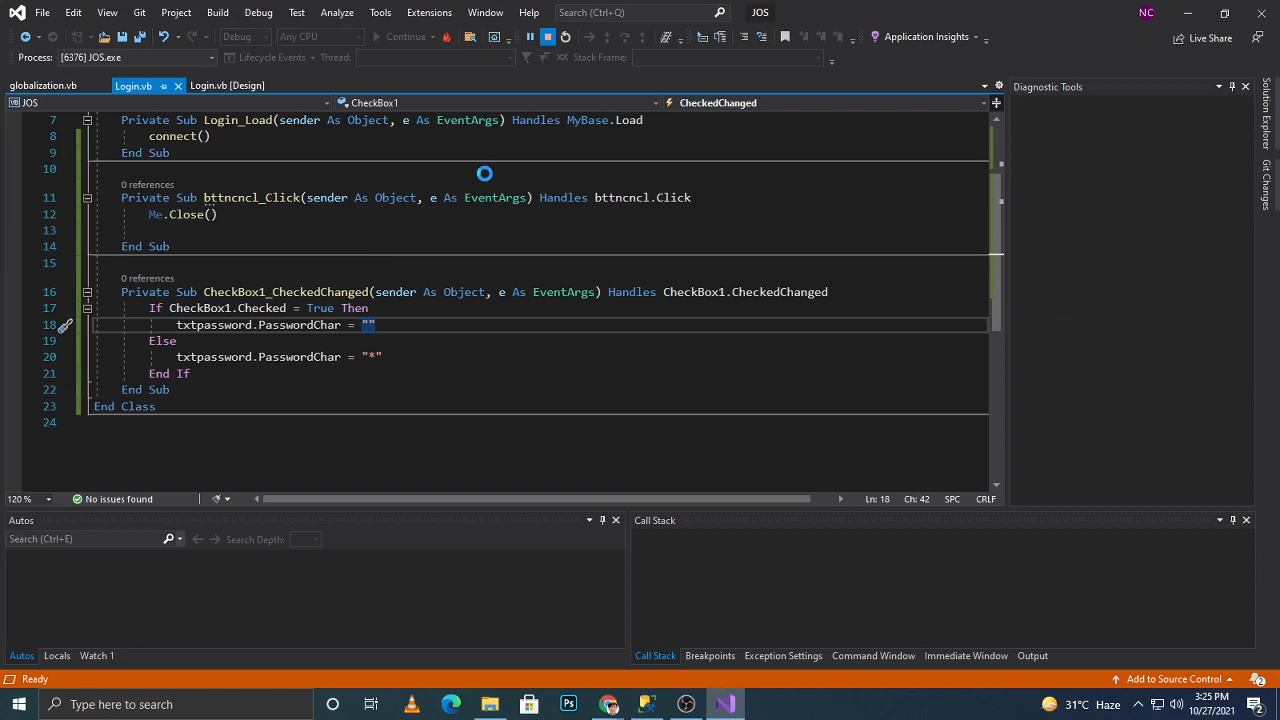 File Edit View Git Project Build Debug Test Analyze Tools Extensions Window Help Search (Ctrl+Q) JOS NC
Debug Any CPU Continue Application Insights Live Share
Process: [6376] JOS.exe Lifecycle Events Thread: Stack Frame:
globalization.vb Login.vb Login.vb [Design] Diagnostic Tools
JOS CheckBox1 CheckedChanged
7 Private Sub Login_Load(sender As Object, e As EventArgs) Handles MyBase.Load
8 connect()
9 End Sub
10
0 references
11 Private Sub bttncncl_Click(sender As Object, e As EventArgs) Handles bttncncl.Click
12 Me.Close()
13
14 End Sub
15
0 references
16 Private Sub CheckBox1_CheckedChanged(sender As Object, e As EventArgs) Handles CheckBox1.CheckedChanged
17 If CheckBox1.Checked = True Then
18 txtpassword.PasswordChar = ""
19 Else
20 txtpassword.PasswordChar = "*"
21 End If
22 End Sub
23 End Class
24
Solution Explorer
Git Changes
120 % No issues found Ln: 18 Ch: 42 SPC CRLF
Autos Call Stack
Search (Ctrl+E) Search Depth:
Autos Locals Watch 1 Call Stack Breakpoints Exception Settings Command Window Immediate Window Output
Ready Add to Source Control 2
Type here to search Ps 31°C Haze 3:25 PM
10/27/2021 2